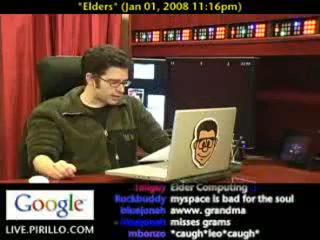 *Elders* (Jan 01, 2008 11:16pm)
Google
LIVE.PIRILLO.COM
Elder Computing
Rockbuddy myspace is bad for the soul
bluejonah awww. grandma
bluejonah misses grams
mbonzo *caugh*leo*caugh*